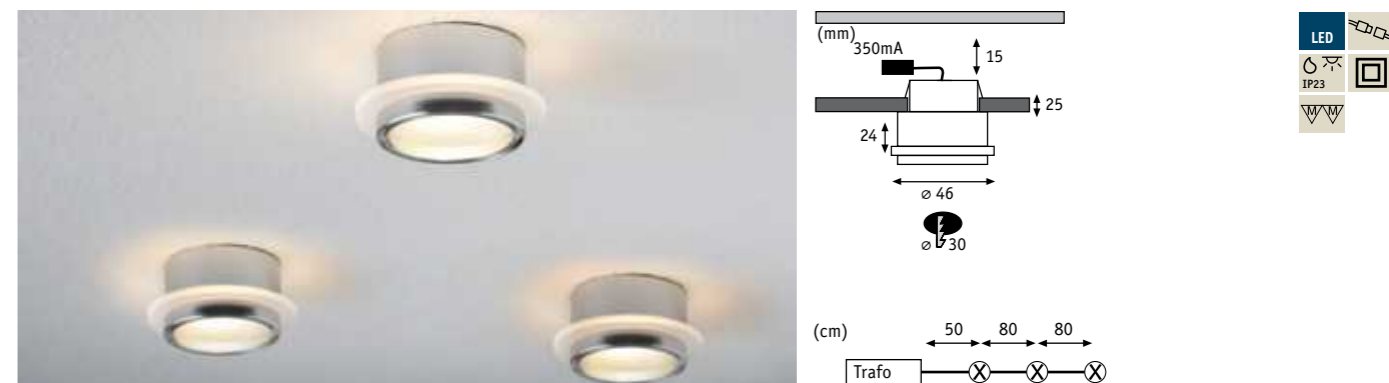 (mm)
350mA
15
25
24
⌀ 46
⌀ 30
(cm)
50 80 80
Trafo
LED
IP23
M M